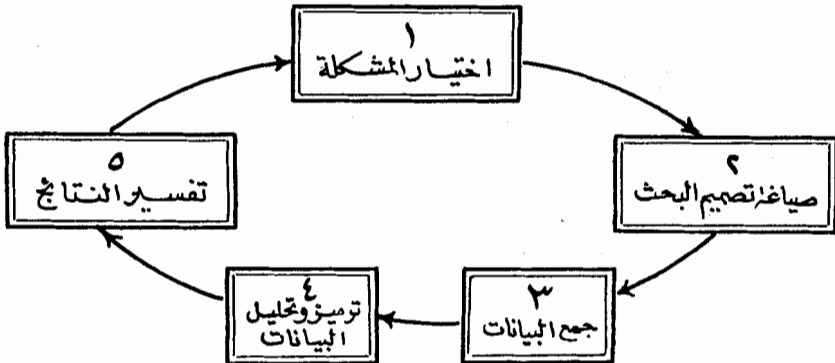 ١
اختيار المشكلة
٢
صياغة تصميم البحث
٣
جمع البيانات
٤
ترميز وتحليل
البيانات
٥
تفسير النتائج